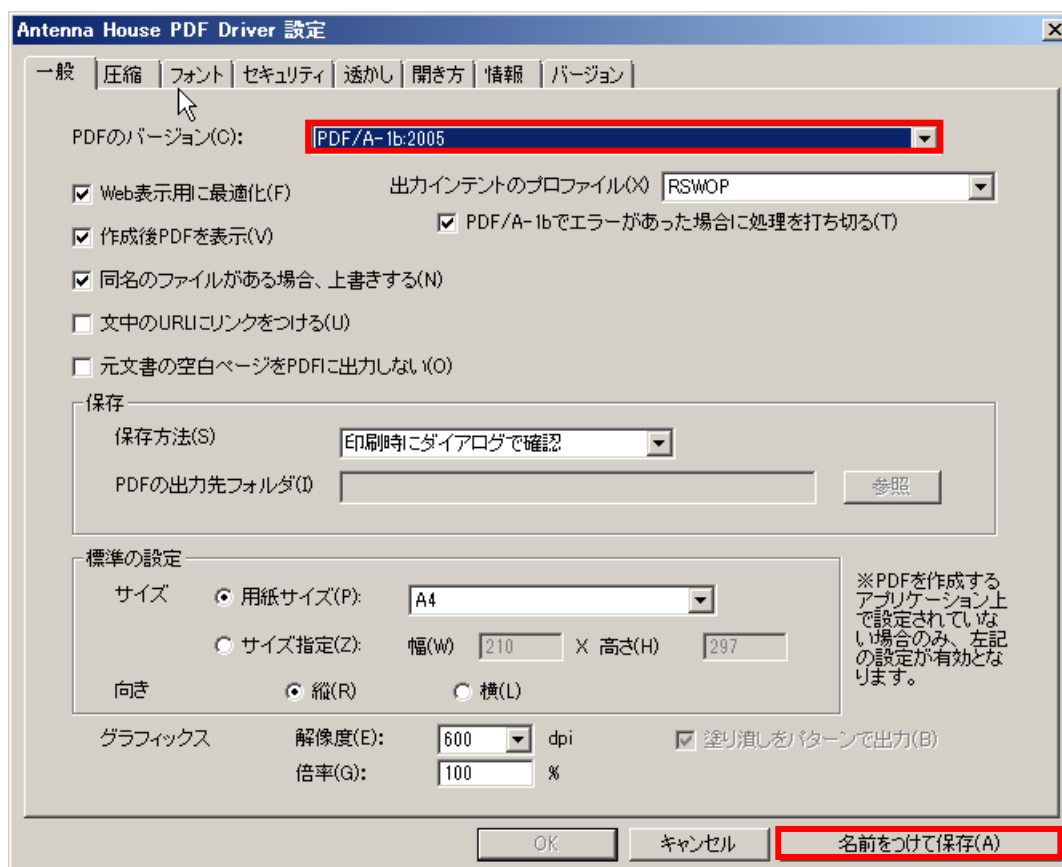 Antenna House PDF Driver 設定
一般 圧縮 フォント セキュリティ 透かし 開き方 情報 バージョン
PDFのバージョン(C): PDF/A-1b:2005
Web表示用に最適化(F) 出力インテントのプロファイル(X) RSWOP
PDF/A-1bでエラーがあった場合に処理を打ち切る(T)
作成後PDFを表示(V)
同名のファイルがある場合、上書きする(N)
文中のURLにリンクをつける(U)
元文書の空白ページをPDFに出力しない(O)
保存
保存方法(S) 印刷時にダイアログで確認
PDFの出力先フォルダ(I) 参照
標準の設定
サイズ 用紙サイズ(P): A4
サイズ指定(Z): 幅(W) 210 X 高さ(H) 297
向き 縦(R) 横(L)
※PDFを作成する
アプリケーション上
で設定されていな
い場合のみ、左記
の設定が有効とな
ります。
グラフィックス 解像度(E): 600 dpi 塗り潰しをパターンで出力(B)
倍率(G): 100 %
OK キャンセル 名前をつけて保存(A)